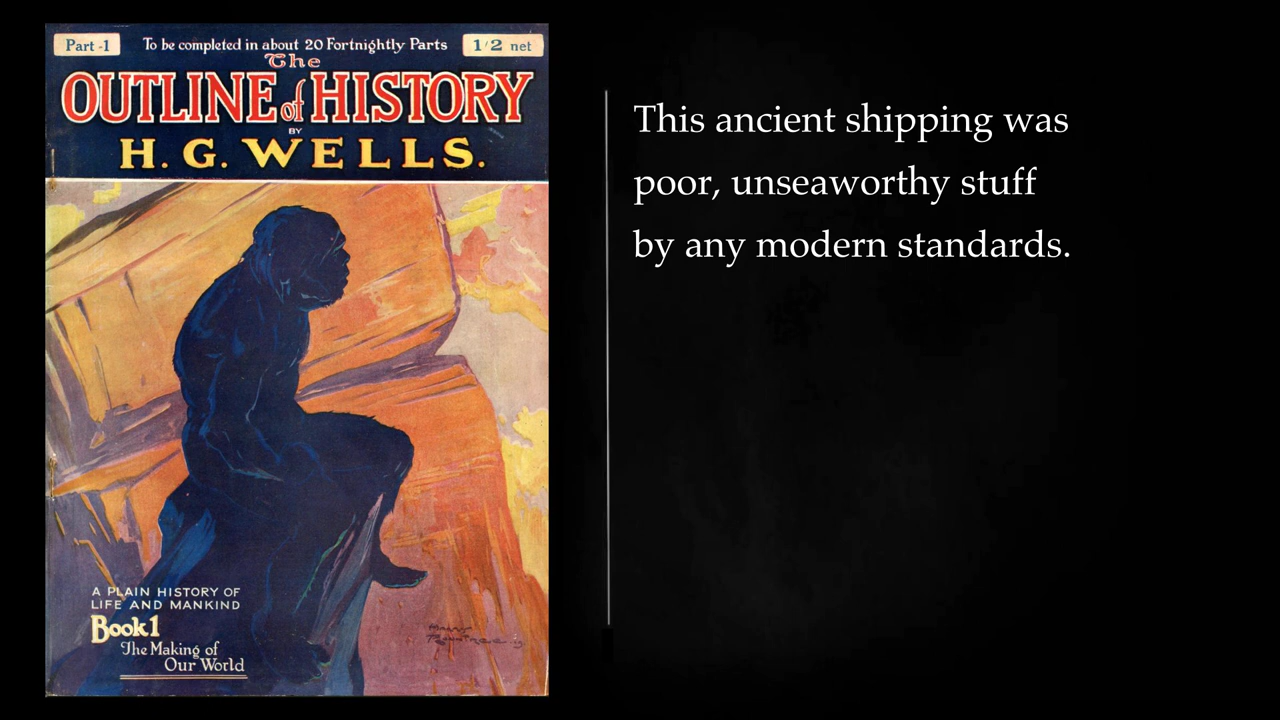 Part -1
To be completed in about 20 Fortnightly Parts
1/2 net
The
OUTLINE of HISTORY
BY
H. G. WELLS.
A PLAIN HISTORY OF
LIFE AND MANKIND
Book 1
The Making of
Our World
This ancient shipping was
poor, unseaworthy stuff
by any modern standards.